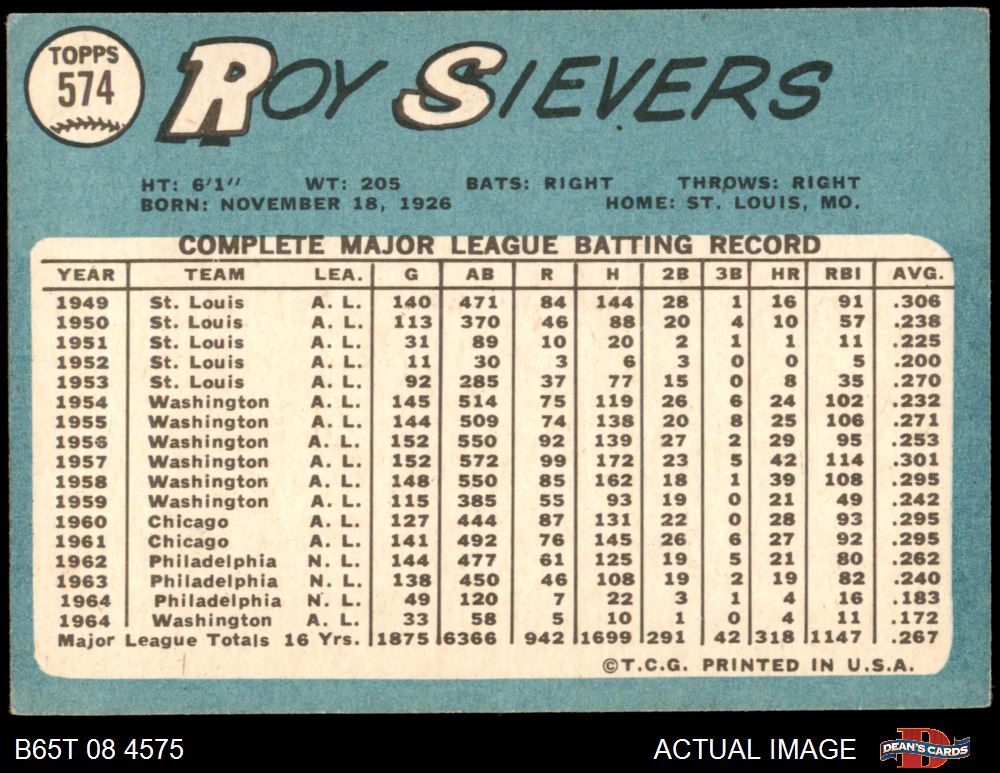 TOPPS
574
ROY SIEVERS
HT: 6'1" WT: 205 BATS: RIGHT THROWS: RIGHT
BORN: NOVEMBER 18, 1926 HOME: ST. LOUIS, MO.
COMPLETE MAJOR LEAGUE BATTING RECORD
YEAR TEAM LEA. G AB R H 2B 3B HR RBI AVG.
1949 St. Louis A. L. 140 471 84 144 28 1 16 91 .306
1950 St. Louis A. L. 113 370 46 88 20 4 10 57 .238
1951 St. Louis A. L. 31 89 10 20 2 1 1 11 .225
1952 St. Louis A. L. 11 30 3 6 3 0 0 5 .200
1953 St. Louis A. L. 92 285 37 77 15 0 8 35 .270
1954 Washington A. L. 145 514 75 119 26 6 24 102 .232
1955 Washington A. L. 144 509 74 138 20 8 25 106 .271
1956 Washington A. L. 152 550 92 139 27 2 29 95 .253
1957 Washington A. L. 152 572 99 172 23 5 42 114 .301
1958 Washington A. L. 148 550 85 162 18 1 39 108 .295
1959 Washington A. L. 115 385 55 93 19 0 21 49 .242
1960 Chicago A. L. 127 444 87 131 22 0 28 93 .295
1961 Chicago A. L. 141 492 76 145 26 6 27 92 .295
1962 Philadelphia N. L. 144 477 61 125 19 5 21 80 .262
1963 Philadelphia N. L. 138 450 46 108 19 2 19 82 .240
1964 Philadelphia N. L. 49 120 7 22 3 1 4 16 .183
1964 Washington A. L. 33 58 5 10 1 0 4 11 .172
Major League Totals 16 Yrs. 1875 6366 942 1699 291 42 318 1147 .267
©T.C.G. PRINTED IN U.S.A.
B65T 08 4575 ACTUAL IMAGE DEAN'S CARDS